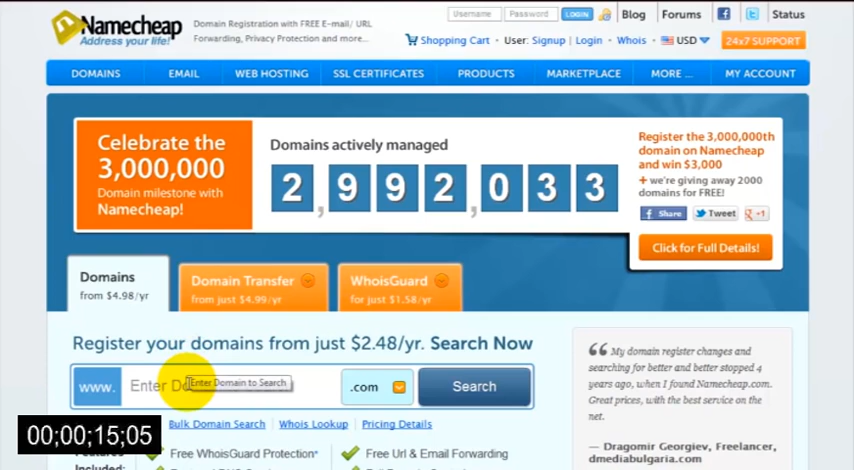 Namecheap
Address your life!
Domain Registration with FREE E-mail/ URL
Forwarding, Privacy Protection and more...
Username
Password
LOGIN
Blog
Forums
Status
Shopping Cart • User: Signup | Login • Whois • USD
24x7 SUPPORT
DOMAINS
EMAIL
WEB HOSTING
SSL CERTIFICATES
PRODUCTS
MARKETPLACE
MORE ...
MY ACCOUNT
Celebrate the
3,000,000
Domain milestone with
Namecheap!
Domains actively managed
2,992,033
Register the 3,000,000th
domain on Namecheap
and win $3,000
+ we're giving away 2000
domains for FREE!
Share
Tweet
+1
Click for Full Details!
Domains
from $4.98/yr
Domain Transfer
from just $4.99/yr
WhoisGuard
for just $1.58/yr
Register your domains from just $2.48/yr. Search Now
www.
Enter Do
Enter Domain to Search
.com
Search
Bulk Domain Search
Whois Lookup
Pricing Details
Features
Free WhoisGuard Protection*
Free Url & Email Forwarding
My domain register changes and
searching for better and better stopped 4
years ago, when I found Namecheap.com.
Great prices, with the best service on the
net.
— Dragomir Georgiev, Freelancer,
dmediabulgaria.com
00;00;15;05